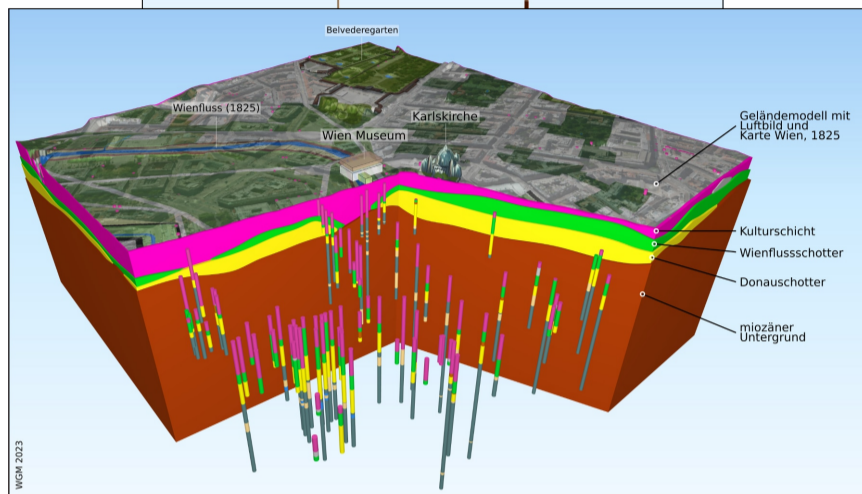 Belvederegarten
Wienfluss (1825)
Karlskirche
Wien Museum
Geländemodell mit
Luftbild und
Karte Wien, 1825
Kulturschicht
Wienflussschotter
Donauschotter
miozäner
Untergrund
WGM 2023